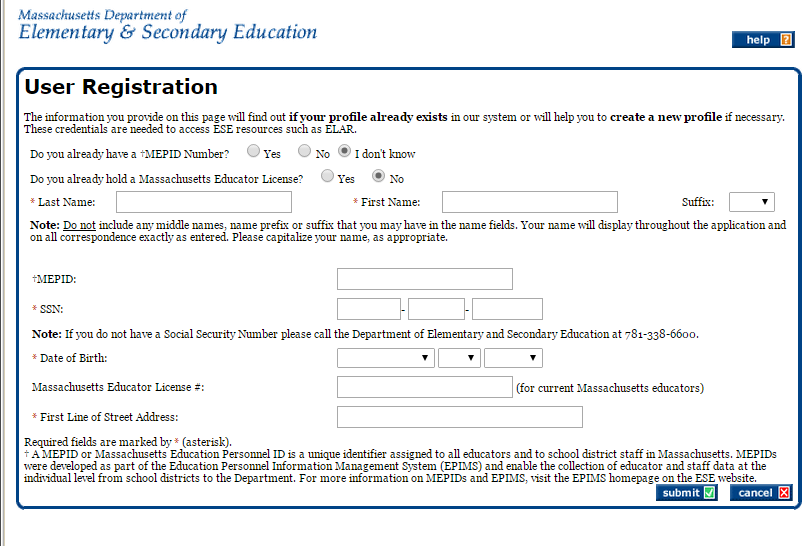 Massachusetts Department of
Elementary & Secondary Education
help ?
User Registration
The information you provide on this page will find out if your profile already exists in our system or will help you to create a new profile if necessary.
These credentials are needed to access ESE resources such as ELAR.
Do you already have a †MEPID Number? Yes No I don't know
Do you already hold a Massachusetts Educator License? Yes No
* Last Name: * First Name: Suffix:
Note: Do not include any middle names, name prefix or suffix that you may have in the name fields. Your name will display throughout the application and
on all correspondence exactly as entered. Please capitalize your name, as appropriate.
†MEPID:
* SSN: - -
Note: If you do not have a Social Security Number please call the Department of Elementary and Secondary Education at 781-338-6600.
* Date of Birth:
Massachusetts Educator License #: (for current Massachusetts educators)
* First Line of Street Address:
Required fields are marked by * (asterisk).
† A MEPID or Massachusetts Education Personnel ID is a unique identifier assigned to all educators and to school district staff in Massachusetts. MEPIDs
were developed as part of the Education Personnel Information Management System (EPIMS) and enable the collection of educator and staff data at the
individual level from school districts to the Department. For more information on MEPIDs and EPIMS, visit the EPIMS homepage on the ESE website.
submit cancel